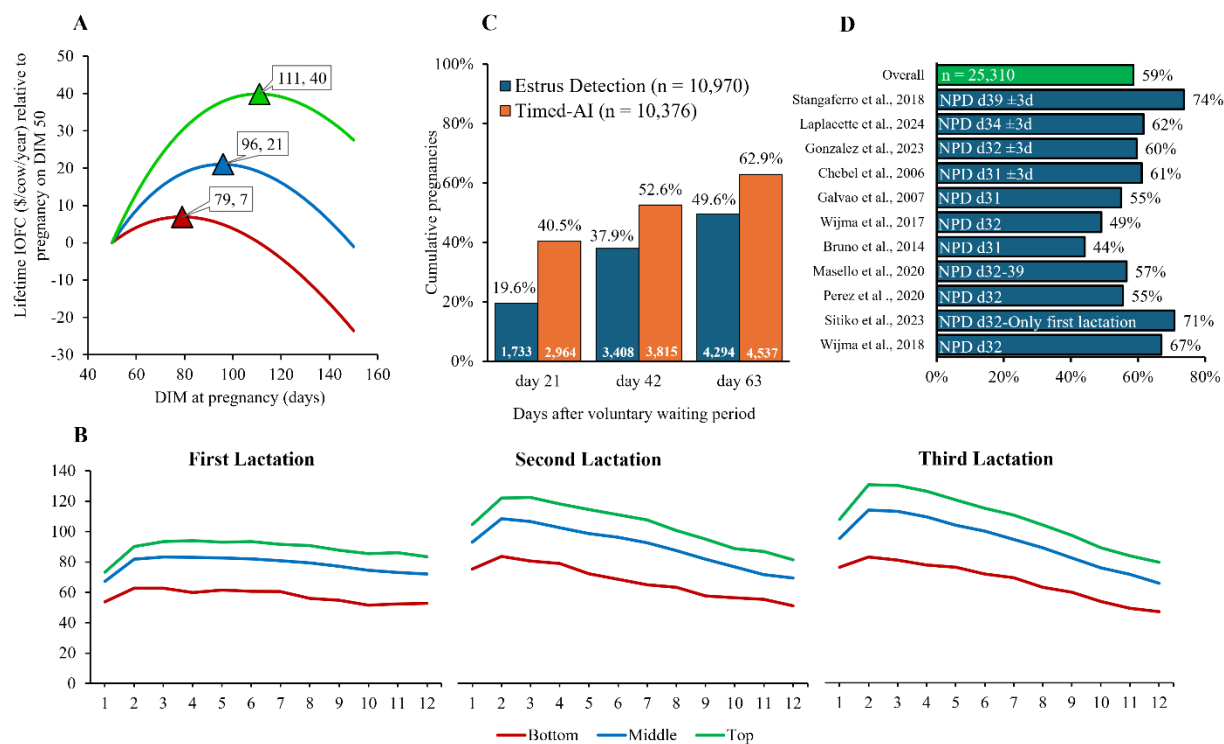 A
Lifetime IOFC ($/cow/year) relative to
pregnancy on DIM 50
50
40
30
20
10
0
-10
-20
-30
111, 40
96, 21
79, 7
40
60
80
100
120
140
160
DIM at pregnancy (days)
C
Cumulative pregnancies
100%
80%
60%
40%
20%
0%
Estrus Detection (n = 10,970)
Timed-AI (n = 10,376)
19.6%
40.5%
37.9%
52.6%
49.6%
62.9%
1,733
2,964
3,408
3,815
4,294
4,537
day 21
day 42
day 63
Days after voluntary waiting period
D
Overall n = 25,310 59%
Stangaferro et al., 2018 NPD d39 ±3d 74%
Laplacette et al., 2024 NPD d34 ±3d 62%
Gonzalez et al., 2023 NPD d32 ±3d 60%
Chebel et al., 2006 NPD d31 ±3d 61%
Galvao et al., 2007 NPD d31 55%
Wijma et al., 2017 NPD d32 49%
Bruno et al., 2014 NPD d31 44%
Masello et al., 2020 NPD d32-39 57%
Perez et al ., 2020 NPD d32 55%
Sitiko et al., 2023 NPD d32-Only first lactation 71%
Wijma et al., 2018 NPD d32 67%
0% 20% 40% 60% 80%
B
First Lactation
Second Lactation
Third Lactation
140
120
100
80
60
40
20
0
1 2 3 4 5 6 7 8 9 10 11 12
1 2 3 4 5 6 7 8 9 10 11 12
1 2 3 4 5 6 7 8 9 10 11 12
Bottom Middle Top